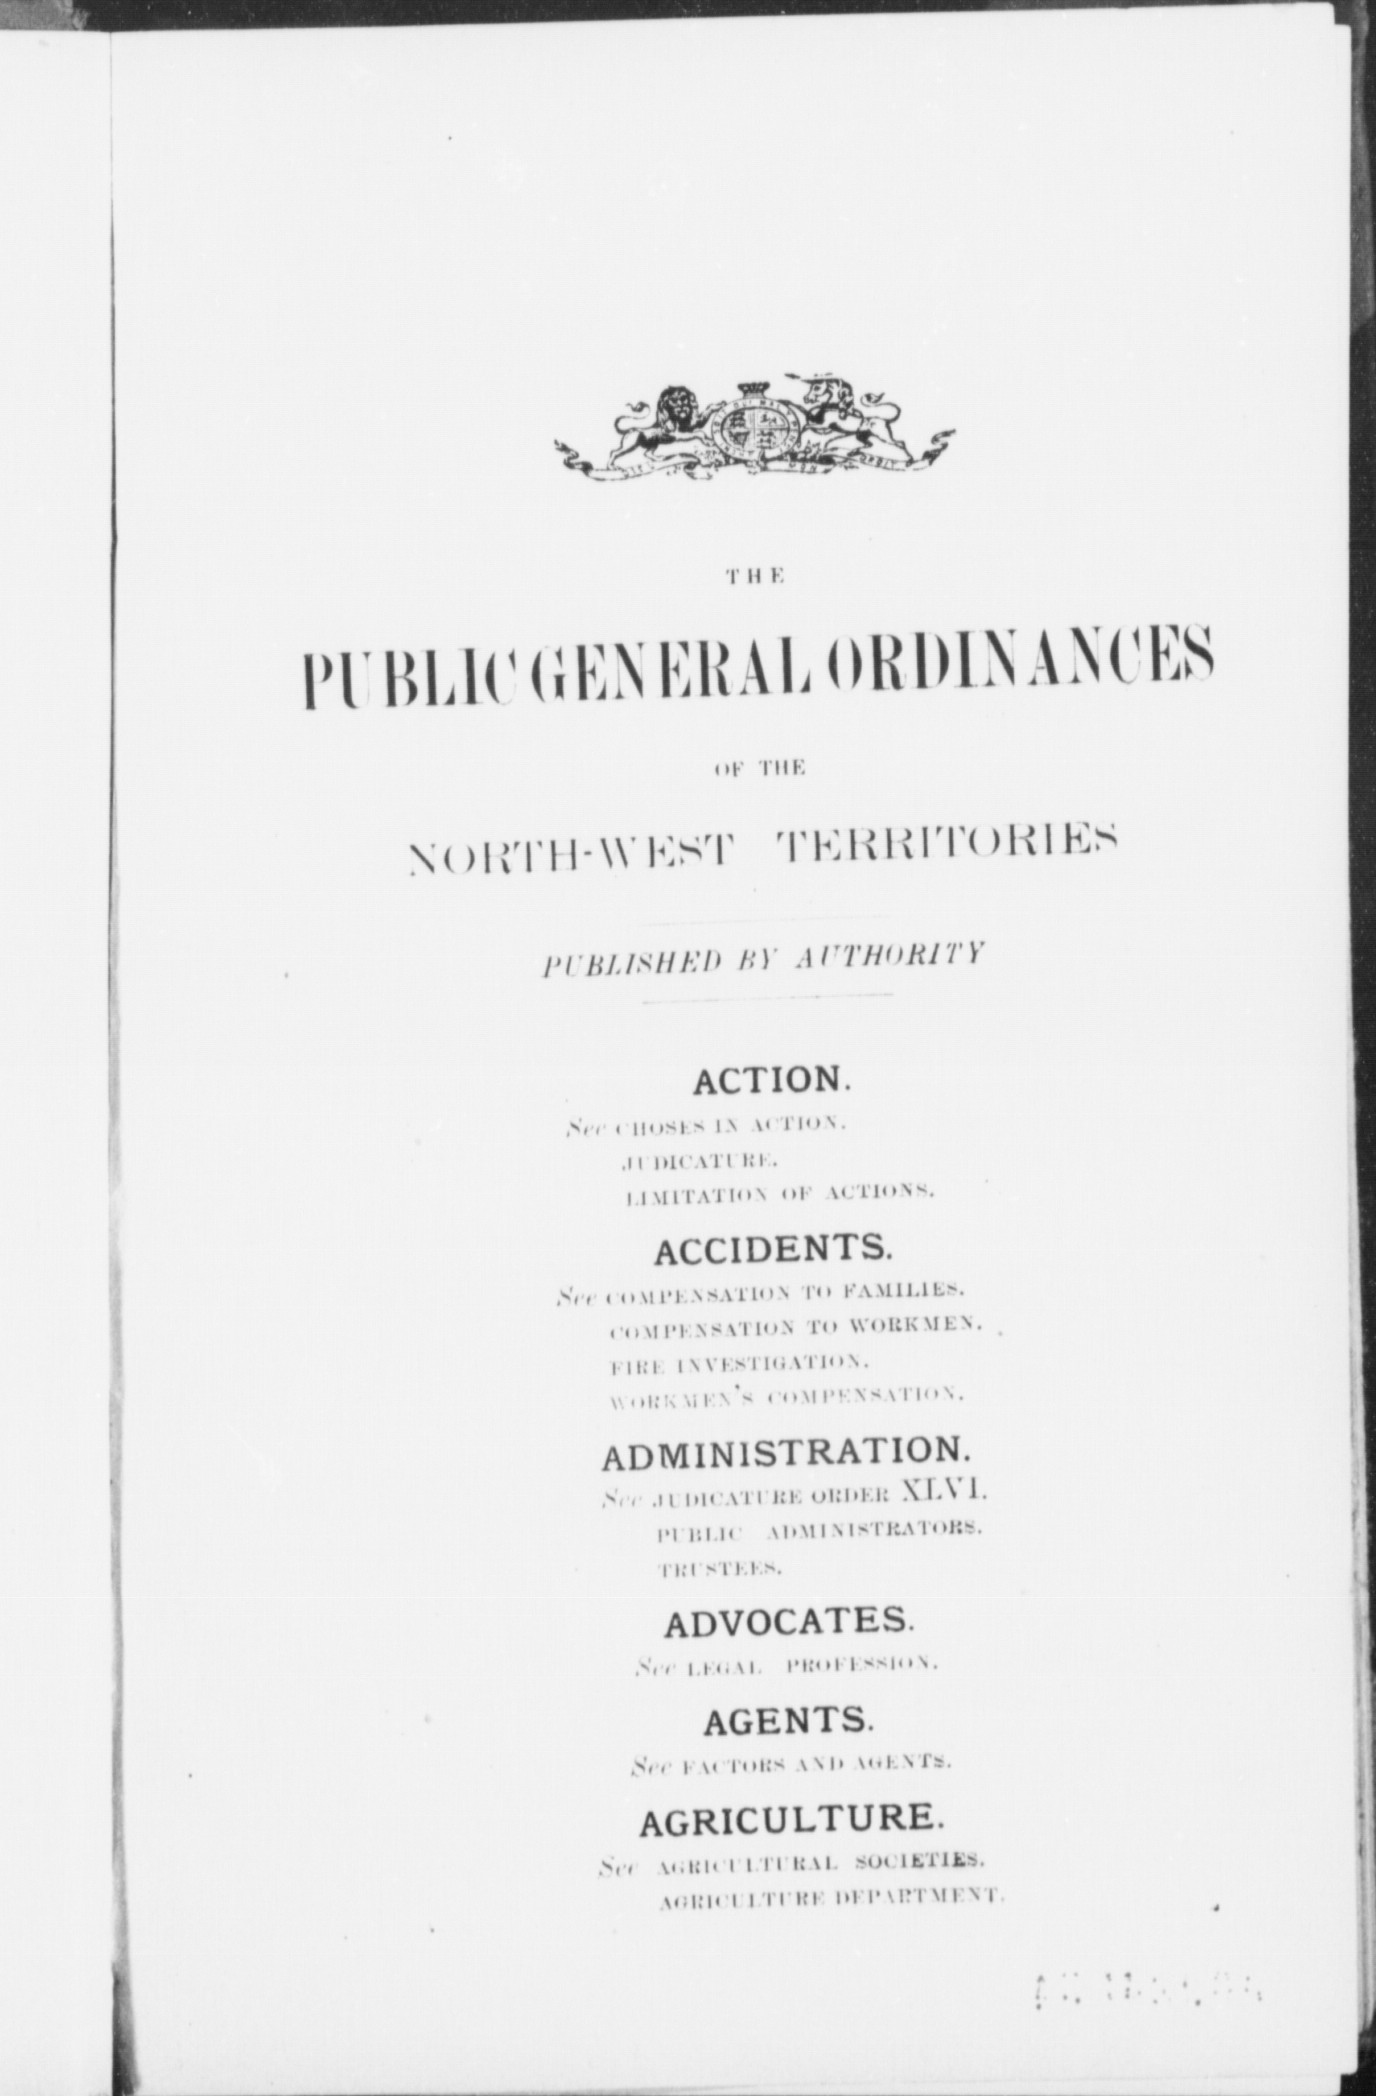 THE
PUBLIC GENERAL ORDINANCES
OF THE
NORTH-WEST TERRITORIES
PUBLISHED BY AUTHORITY
ACTION.
See CHOSES IN ACTION.
JUDICATURE.
LIMITATION OF ACTIONS.
ACCIDENTS.
See COMPENSATION TO FAMILIES.
COMPENSATION TO WORKMEN.
FIRE INVESTIGATION.
WORKMEN'S COMPENSATION.
ADMINISTRATION.
See JUDICATURE ORDER XLVI.
PUBLIC ADMINISTRATORS.
TRUSTEES.
ADVOCATES.
See LEGAL PROFESSION.
AGENTS.
See FACTORS AND AGENTS.
AGRICULTURE.
See AGRICULTURAL SOCIETIES.
AGRICULTURE DEPARTMENT.